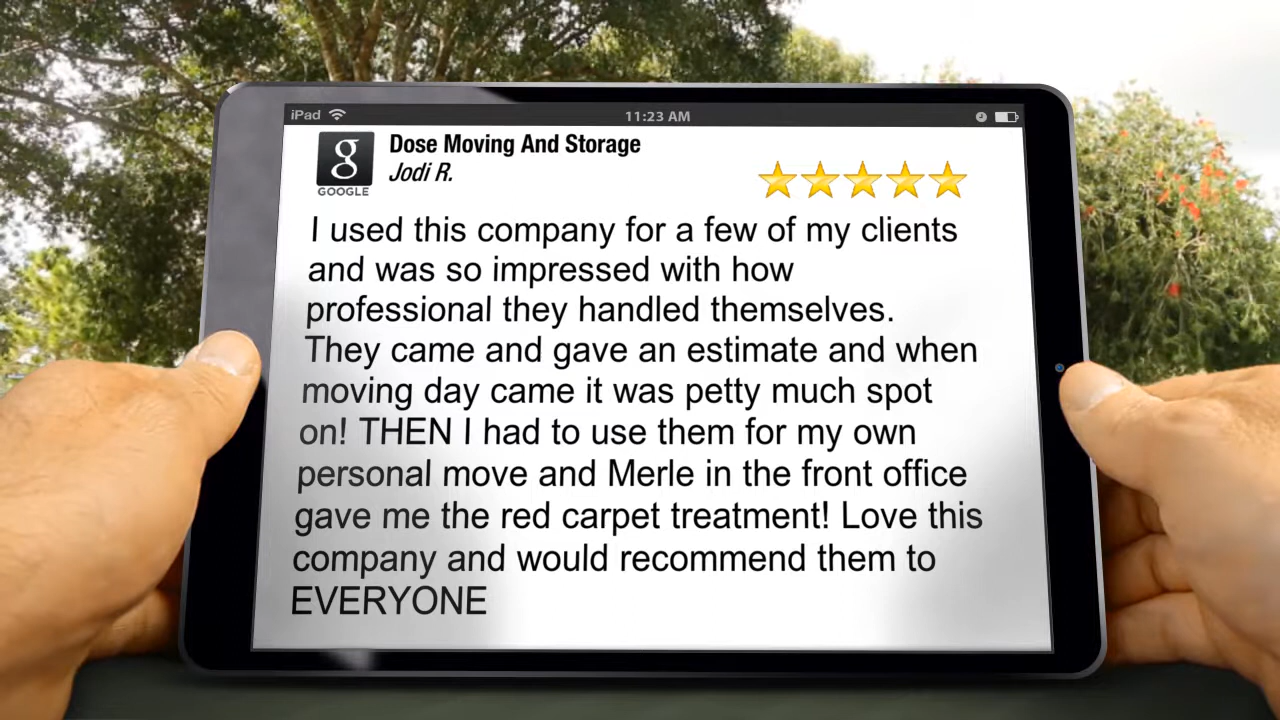 iPad 11:23 AM
g
GOOGLE
Dose Moving And Storage
Jodi R.
I used this company for a few of my clients
and was so impressed with how
professional they handled themselves.
They came and gave an estimate and when
moving day came it was petty much spot
on! THEN I had to use them for my own
personal move and Merle in the front office
gave me the red carpet treatment! Love this
company and would recommend them to
EVERYONE